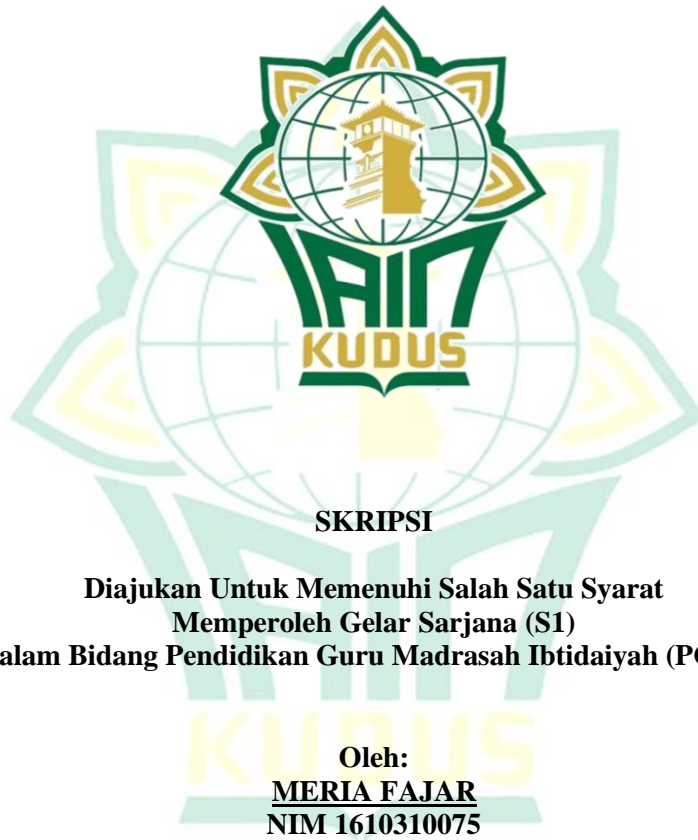 IAIN
KUDUS
SKRIPSI
Diajukan Untuk Memenuhi Salah Satu Syarat
Memperoleh Gelar Sarjana (S1)
alam Bidang Pendidikan Guru Madrasah Ibtidaiyah (P
Oleh:
MERIA FAJAR
NIM 1610310075